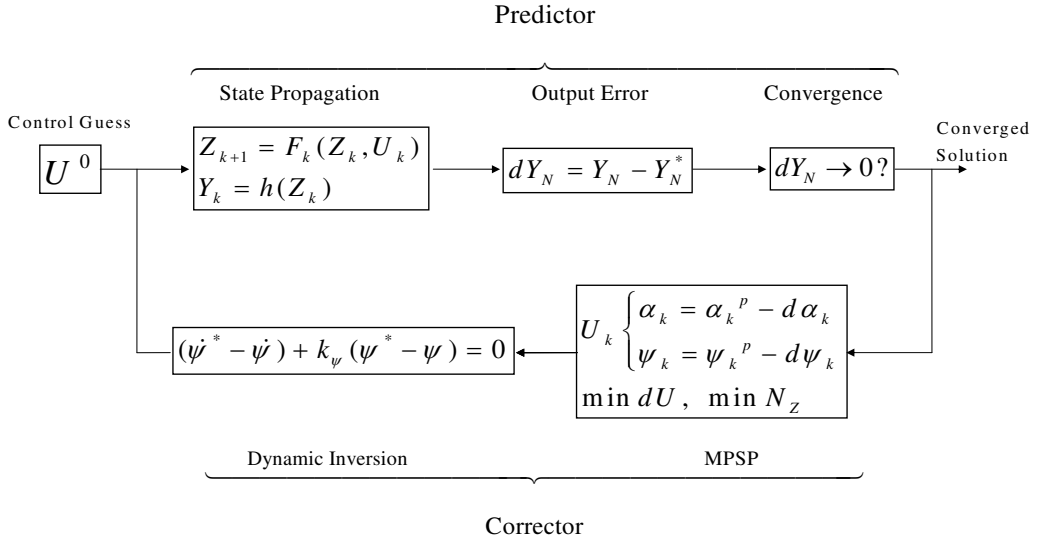 Predictor
State Propagation
Output Error
Convergence
Control Guess
U^0
Z_{k+1} = F_k(Z_k, U_k)
Y_k = h(Z_k)
dY_N = Y_N − Y_N^*
dY_N → 0?
Converged
Solution
(ψ̇^* − ψ̇) + k_ψ(ψ^* − ψ) = 0
U_k { α_k = α_k^p − dα_k
ψ_k = ψ_k^p − dψ_k
min dU, min N_Z
Dynamic Inversion
MPSP
Corrector